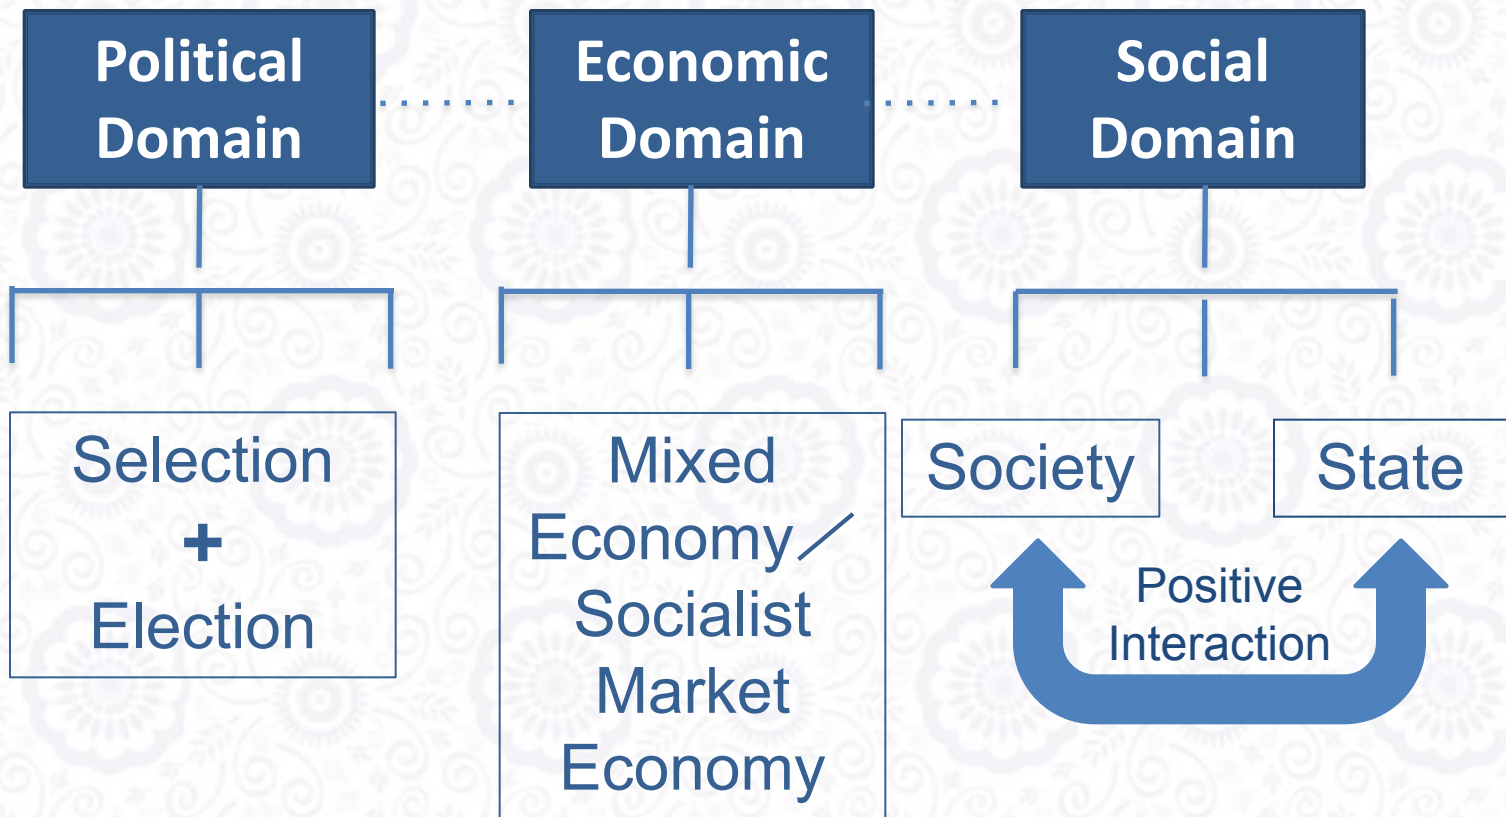 Political
Domain
Economic
Domain
Social
Domain
Selection
+
Election
Mixed
Economy/
Socialist
Market
Economy
Society
State
Positive
Interaction